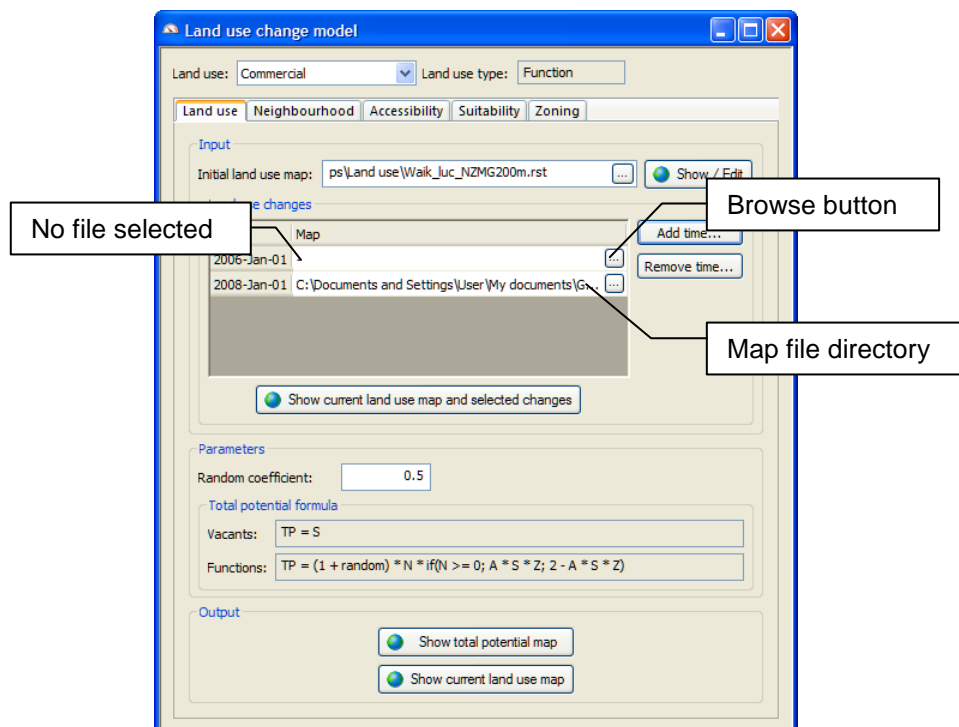 Land use change model
Land use: Commercial Land use type: Function
Land use Neighbourhood Accessibility Suitability Zoning
Input
Initial land use map: ps\Land use\Waik_luc_NZMG200m.rst ... Show / Edit
changes
No file selected
Browse button
Map
Add time...
2006-Jan-01 - ...
Remove time...
2008-Jan-01 C:\Documents and Settings\User\My documents\G... ...
Map file directory
Show current land use map and selected changes
Parameters
Random coefficient: 0.5
Total potential formula
Vacants: TP = S
Functions: TP = (1 + random) * N * if(N >= 0; A * S * Z; 2 - A * S * Z)
Output
Show total potential map
Show current land use map